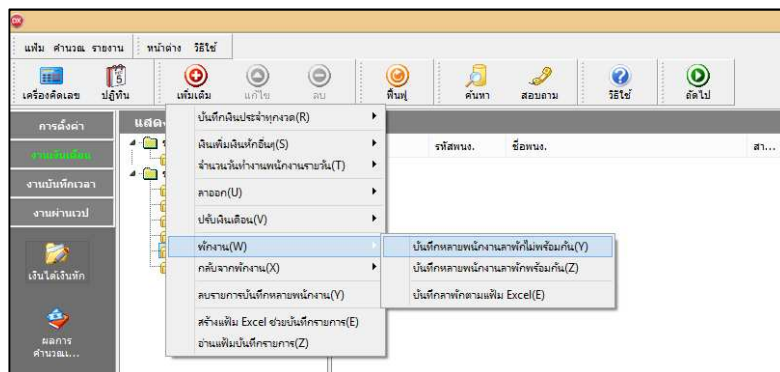 แฟ้ม คำนวณ รายงาน หน้าต่าง วิธีใช้
เครื่องคิดเลข ปฏิทิน เพิ่มเติม แก้ไข ลบ ฟื้นฟู ค้นหา สอบถาม วิธีใช้ ถัดไป
การตั้งค่า
งานเงินเดือน
งานบันทึกเวลา
งานผ่านเวป
เงินได้เงินหัก
ผลการ
คำนวณเ...
แสดง
รหัสพนง. ชื่อพนง. สา...
บันทึกเงินประจำทุกงวด(R)
เงินเพิ่มเงินหักอื่นๆ(S)
จำนวนวันทำงานพนักงานรายวัน(T)
ลาออก(U)
ปรับเงินเดือน(V)
พักงาน(W)
กลับจากพักงาน(X)
ลบรายการบันทึกหลายพนักงาน(Y)
สร้างแฟ้ม Excel ช่วยบันทึกรายการ(E)
อ่านแฟ้มบันทึกรายการ(Z)
บันทึกหลายพนักงานลาพักไม่พร้อมกัน(Y)
บันทึกหลายพนักงานลาพักพร้อมกัน(Z)
บันทึกลาพักตามแฟ้ม Excel(E)